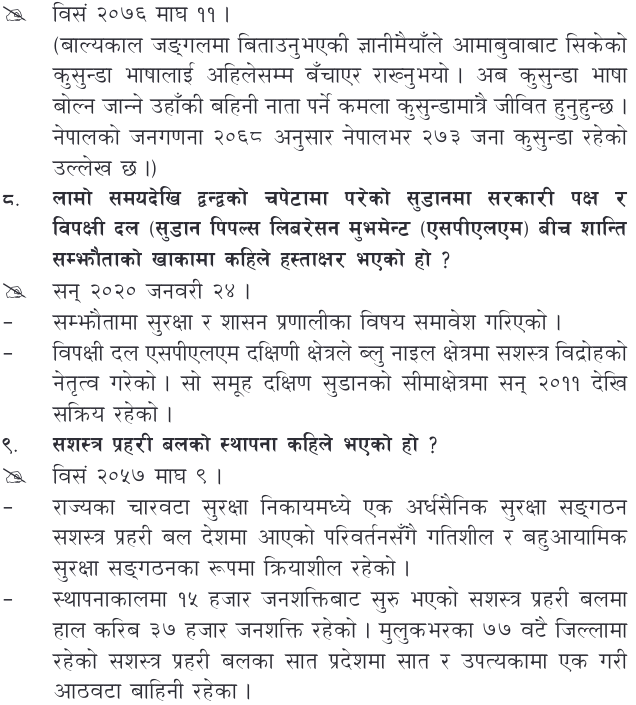 विसं २०७६ माघ ११ ।
(बाल्यकाल जङ्गलमा बिताउनुभएकी ज्ञानीमैयाँले आमाबुवाबाट सिकेको
कुसुन्डा भाषालाई अहिलेसम्म बँचाएर राख्नुभयो । अब कुसुन्डा भाषा
बोल्न जान्ने उहाँकी बहिनी नाता पर्ने कमला कुसुन्डामात्रै जीवित हुनुहुन्छ ।
नेपालको जनगणना २०६८ अनुसार नेपालभर २७३ जना कुसुन्डा रहेको
उल्लेख छ ।)
८. लामो समयदेखि द्वन्द्वको चपेटामा परेको सुडानमा सरकारी पक्ष र
विपक्षी दल (सुडान पिपल्स लिबरेसन मुभमेन्ट (एसपीएलएम) बीच शान्ति
सम्झौताको खाकामा कहिले हस्ताक्षर भएको हो ?
सन् २०२० जनवरी २४ ।
- सम्झौतामा सुरक्षा र शासन प्रणालीका विषय समावेश गरिएको ।
- विपक्षी दल एसपीएलएम दक्षिणी क्षेत्रले ब्लु नाइल क्षेत्रमा सशस्त्र विद्रोहको
नेतृत्व गरेको । सो समूह दक्षिण सुडानको सीमाक्षेत्रमा सन् २०११ देखि
सक्रिय रहेको ।
९. सशस्त्र प्रहरी बलको स्थापना कहिले भएको हो ?
विसं २०५७ माघ ९ ।
- राज्यका चारवटा सुरक्षा निकायमध्ये एक अर्धसैनिक सुरक्षा सङ्गठन
सशस्त्र प्रहरी बल देशमा आएको परिवर्तनसँगै गतिशील र बहुआयामिक
सुरक्षा सङ्गठनका रूपमा क्रियाशील रहेको ।
- स्थापनाकालमा १५ हजार जनशक्तिबाट सुरु भएको सशस्त्र प्रहरी बलमा
हाल करिब ३७ हजार जनशक्ति रहेको । मुलुकभरका ७७ वटै जिल्लामा
रहेको सशस्त्र प्रहरी बलका सात प्रदेशमा सात र उपत्यकामा एक गरी
आठवटा बाहिनी रहेका ।